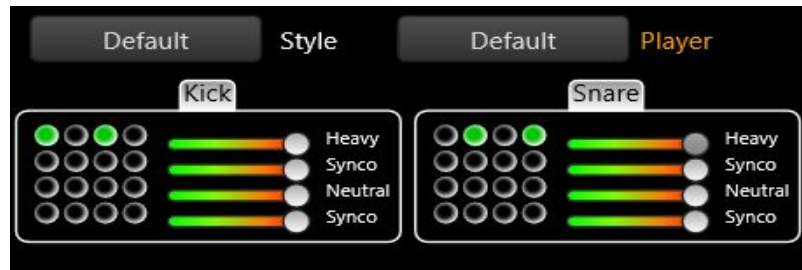 Default Style Default Player
Kick Snare
Heavy Heavy
Synco Synco
Neutral Neutral
Synco Synco